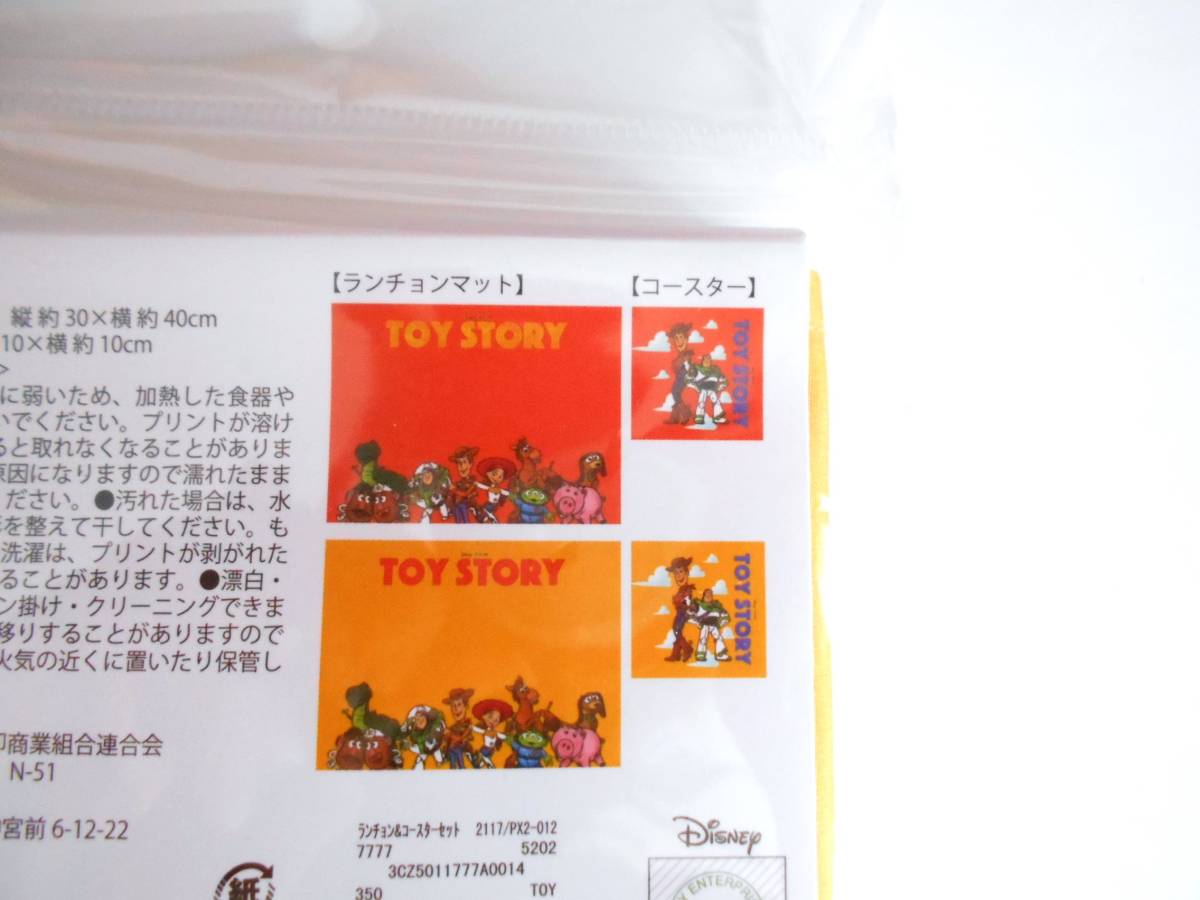 【ランチョンマット】
【コースター】
縦 約 30×横 約 40cm
10×横 約 10cm
>
に弱いため、加熱した食器や
いでください。プリントが溶け
ると取れなくなることがありま
原因になりますので濡れたまま
ください。●汚れた場合は、水
を整えて干してください。も
洗濯は、プリントが剥がれた
ることがあります。●漂白・
ン掛け・クリーニングできま
移りすることがありますので
火気の近くに置いたり保管し
TOY STORY
TOY STORY
TOY STORY
TOY STORY
商業組合連合会
N-51
宮前 6-12-22
ランチョン&コースターセット 2117/PX2-012
7777 5202
3CZ5011777A0014
350 TOY
Disney
Y ENTERPRI
紙